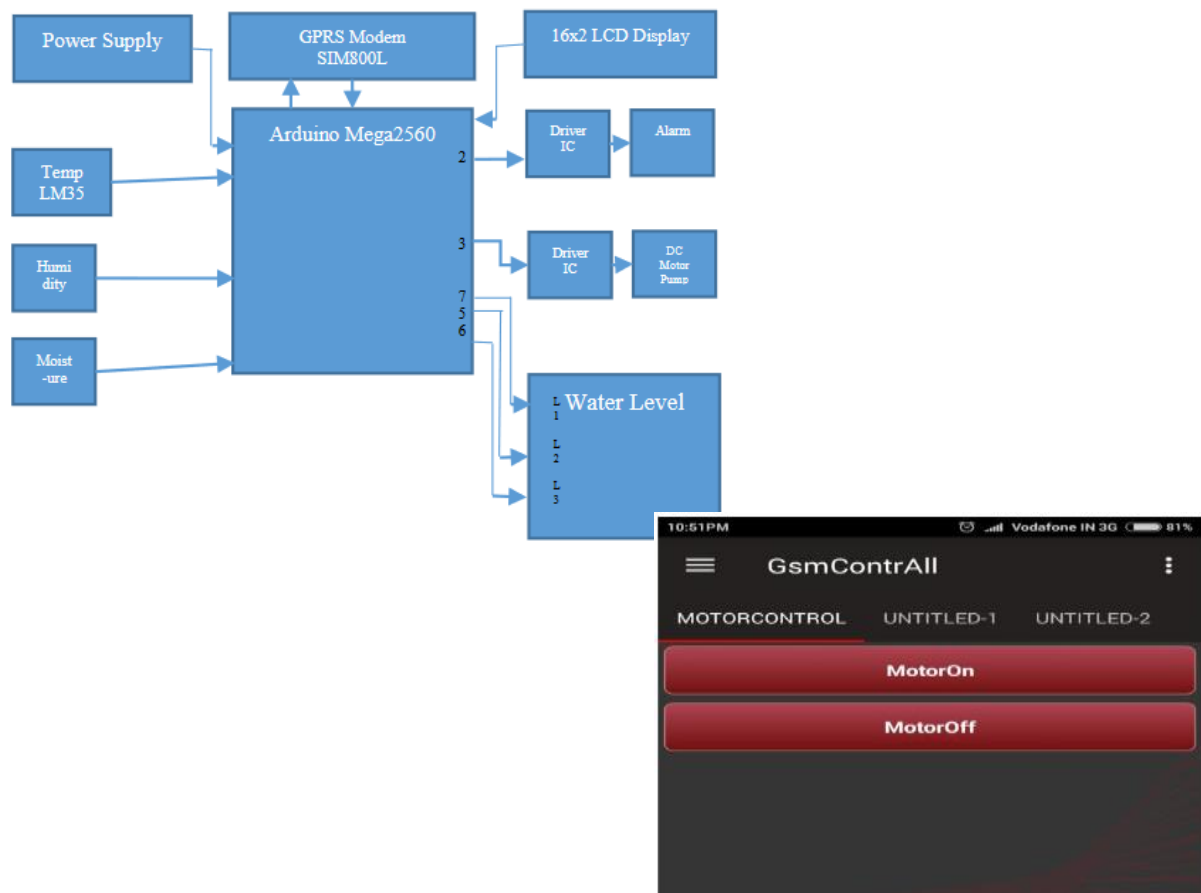 Power Supply
GPRS Modem
SIM800L
16x2 LCD Display
Arduino Mega2560
2
3
7
5
6
Driver
IC
Alarm
Temp
LM35
Humi
dity
Driver
IC
DC
Motor
Pump
Moist
-ure
Water Level
L
1
L
2
L
3
10:51PM
Vodafone IN 3G 81%
GsmContrAll
MOTORCONTROL UNTITLED-1 UNTITLED-2
MotorOn
MotorOff